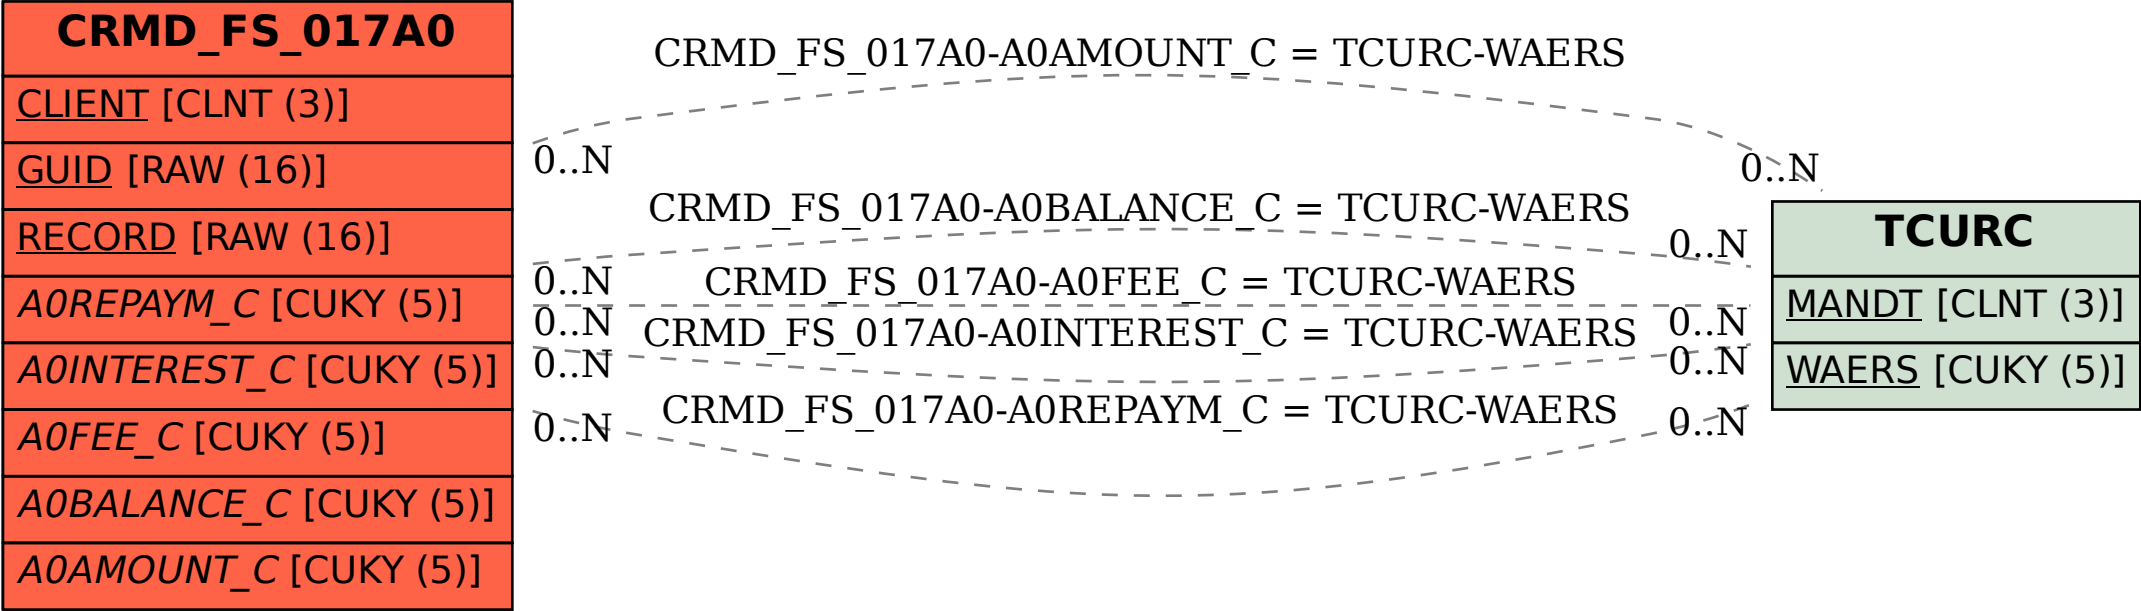 CRMD_FS_017A0
CLIENT [CLNT (3)]
GUID [RAW (16)]
RECORD [RAW (16)]
A0REPAYM_C [CUKY (5)]
A0INTEREST_C [CUKY (5)]
A0FEE_C [CUKY (5)]
A0BALANCE_C [CUKY (5)]
A0AMOUNT_C [CUKY (5)]
CRMD_FS_017A0-A0AMOUNT_C = TCURC-WAERS
0..N
0..N
CRMD_FS_017A0-A0BALANCE_C = TCURC-WAERS
0..N
0..N
CRMD_FS_017A0-A0FEE_C = TCURC-WAERS
0..N
0..N
CRMD_FS_017A0-A0INTEREST_C = TCURC-WAERS
0..N
0..N
CRMD_FS_017A0-A0REPAYM_C = TCURC-WAERS
0..N
0..N
TCURC
MANDT [CLNT (3)]
WAERS [CUKY (5)]